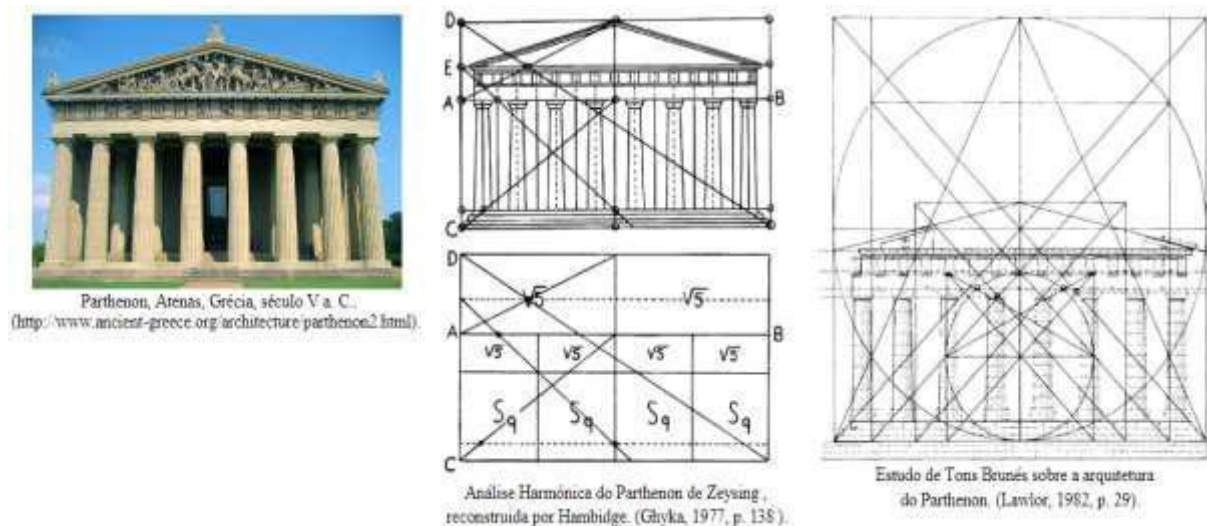 Parthenon, Atenas, Grécia, século V a. C..
(http://www.ancient-greece.org/architecture/parthenon2.html).
D
E
A
B
C
D
√5
√5
A
B
√5
√5
√5
√5
Sq
Sq
Sq
Sq
C
Análise Harmónica do Parthenon de Zeysing ,
reconstruida por Hambidge. (Ghyka, 1977, p. 138 ).
Estudo de Tons Brunés sobre a arquitetura
do Parthenon. (Lawlor, 1982, p. 29).